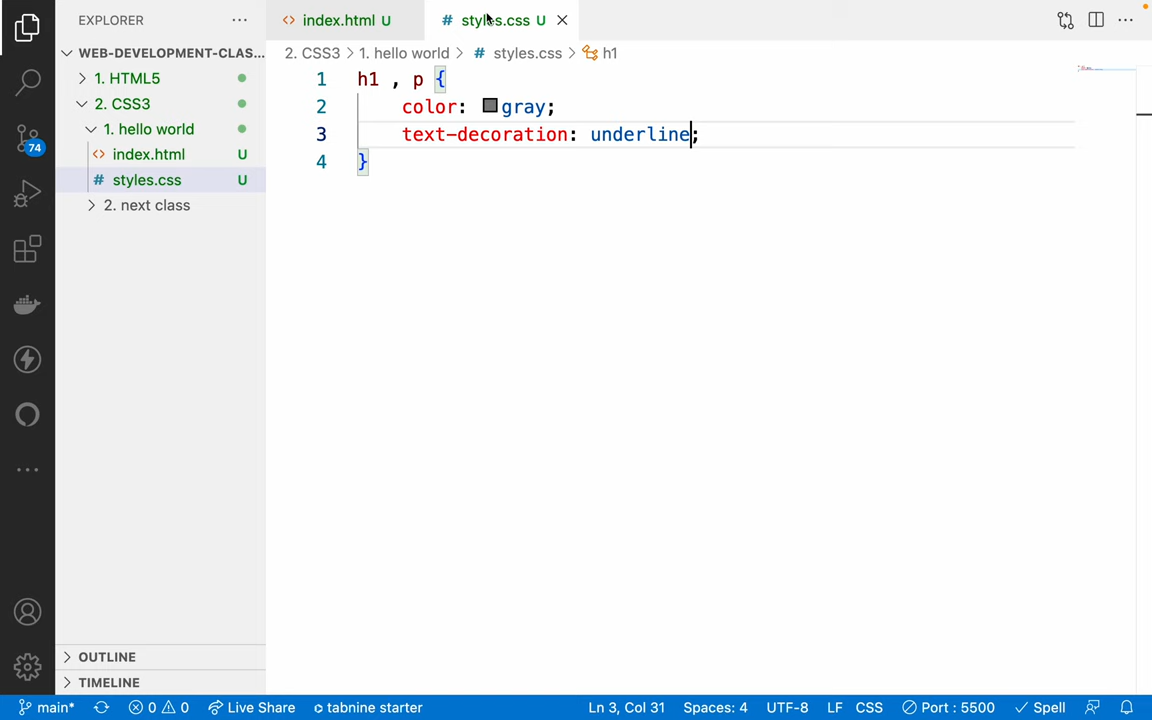 EXPLORER ...
WEB-DEVELOPMENT-CLAS...
1. HTML5
2. CSS3
1. hello world
<> index.html U
# styles.css U
2. next class
OUTLINE
TIMELINE
74
<> index.html U
# styles.css U
2. CSS3 > 1. hello world > # styles.css > h1
1 h1 , p {
2 color: gray;
3 text-decoration: underline;
4 }
main* 0 0 Live Share tabnine starter Ln 3, Col 31 Spaces: 4 UTF-8 LF CSS Port : 5500 Spell